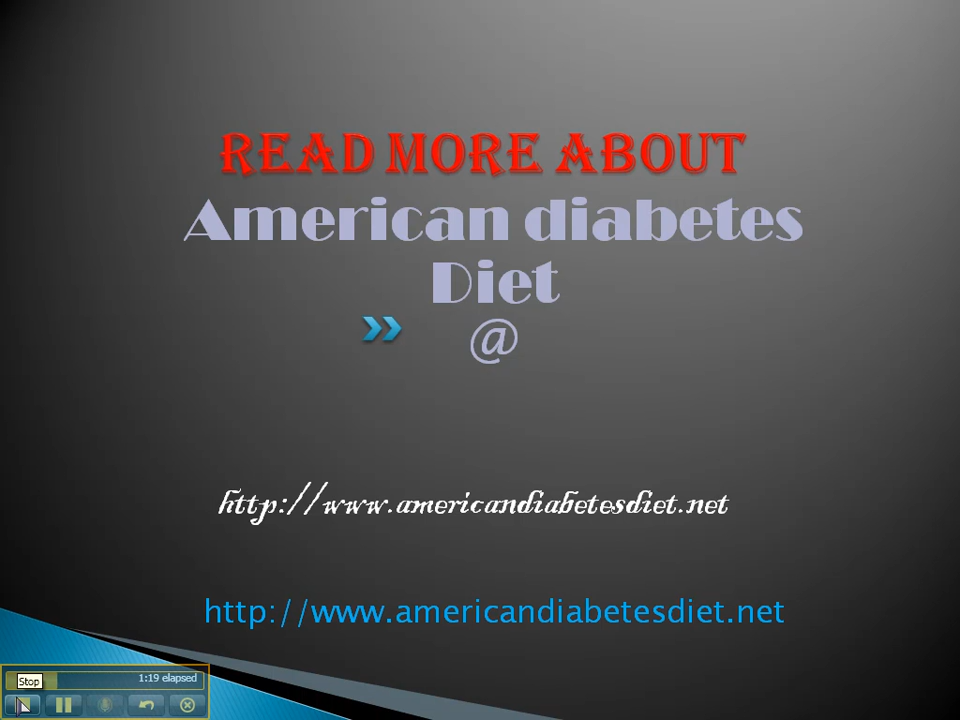 READ MORE ABOUT
American diabetes
Diet
@
http://www.americandiabetesdiet.net
http://www.americandiabetesdiet.net
1:19 elapsed
Stop